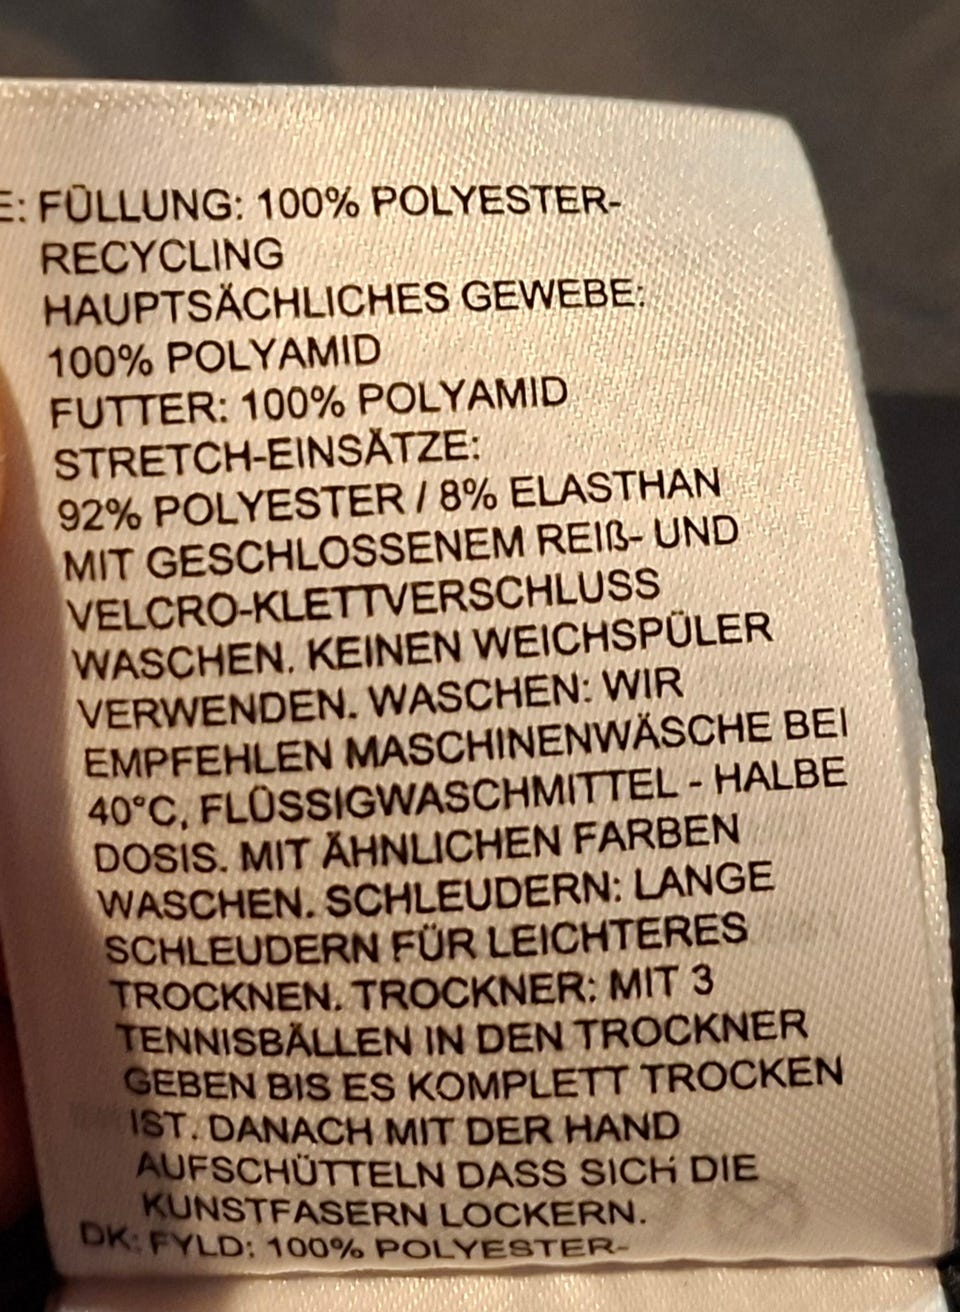 E: FÜLLUNG: 100% POLYESTER-
RECYCLING
HAUPTSÄCHLICHES GEWEBE:
100% POLYAMID
FUTTER: 100% POLYAMID
STRETCH-EINSÄTZE:
92% POLYESTER / 8% ELASTHAN
MIT GESCHLOSSENEM REIß- UND
VELCRO-KLETTVERSCHLUSS
WASCHEN. KEINEN WEICHSPÜLER
VERWENDEN. WASCHEN: WIR
EMPFEHLEN MASCHINENWÄSCHE BEI
40°C, FLÜSSIGWASCHMITTEL - HALBE
DOSIS. MIT ÄHNLICHEN FARBEN
WASCHEN. SCHLEUDERN: LANGE
SCHLEUDERN FÜR LEICHTERES
TROCKNEN. TROCKNER: MIT 3
TENNISBÄLLEN IN DEN TROCKNER
GEBEN BIS ES KOMPLETT TROCKEN
IST. DANACH MIT DER HAND
AUFSCHÜTTELN DASS SICH DIE
KUNSTFASERN LOCKERN.
DK: FYLD: 100% POLYESTER-